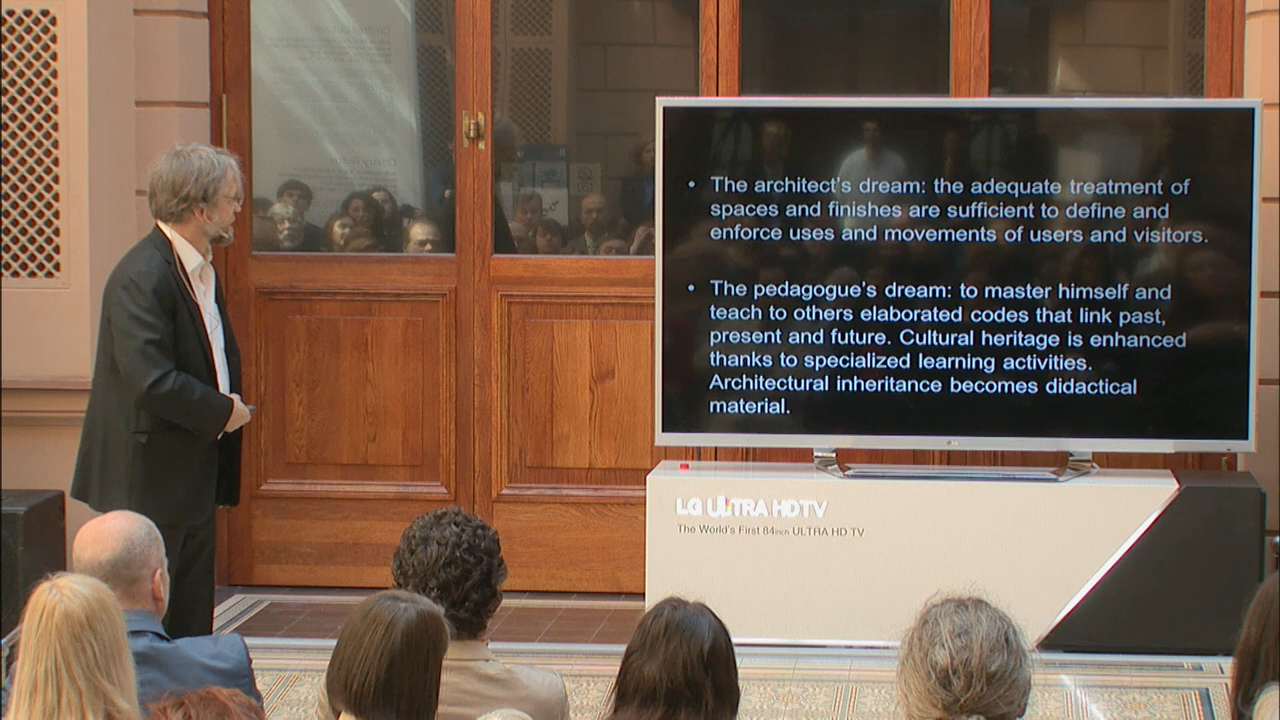 • The architect's dream: the adequate treatment of
spaces and finishes are sufficient to define and
enforce uses and movements of users and visitors.
• The pedagogue's dream: to master himself and
teach to others elaborated codes that link past,
present and future. Cultural heritage is enhanced
thanks to specialized learning activities.
Architectural inheritance becomes didactical
material.
LG ULTRA HDTV
The World's First 84inch ULTRA HD TV